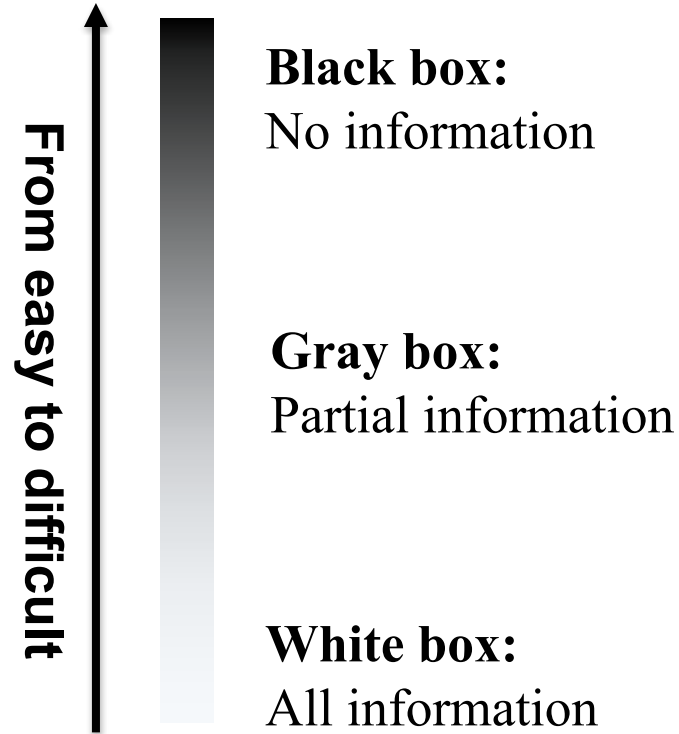 From easy to difficult
Black box:
No information
Gray box:
Partial information
White box:
All information